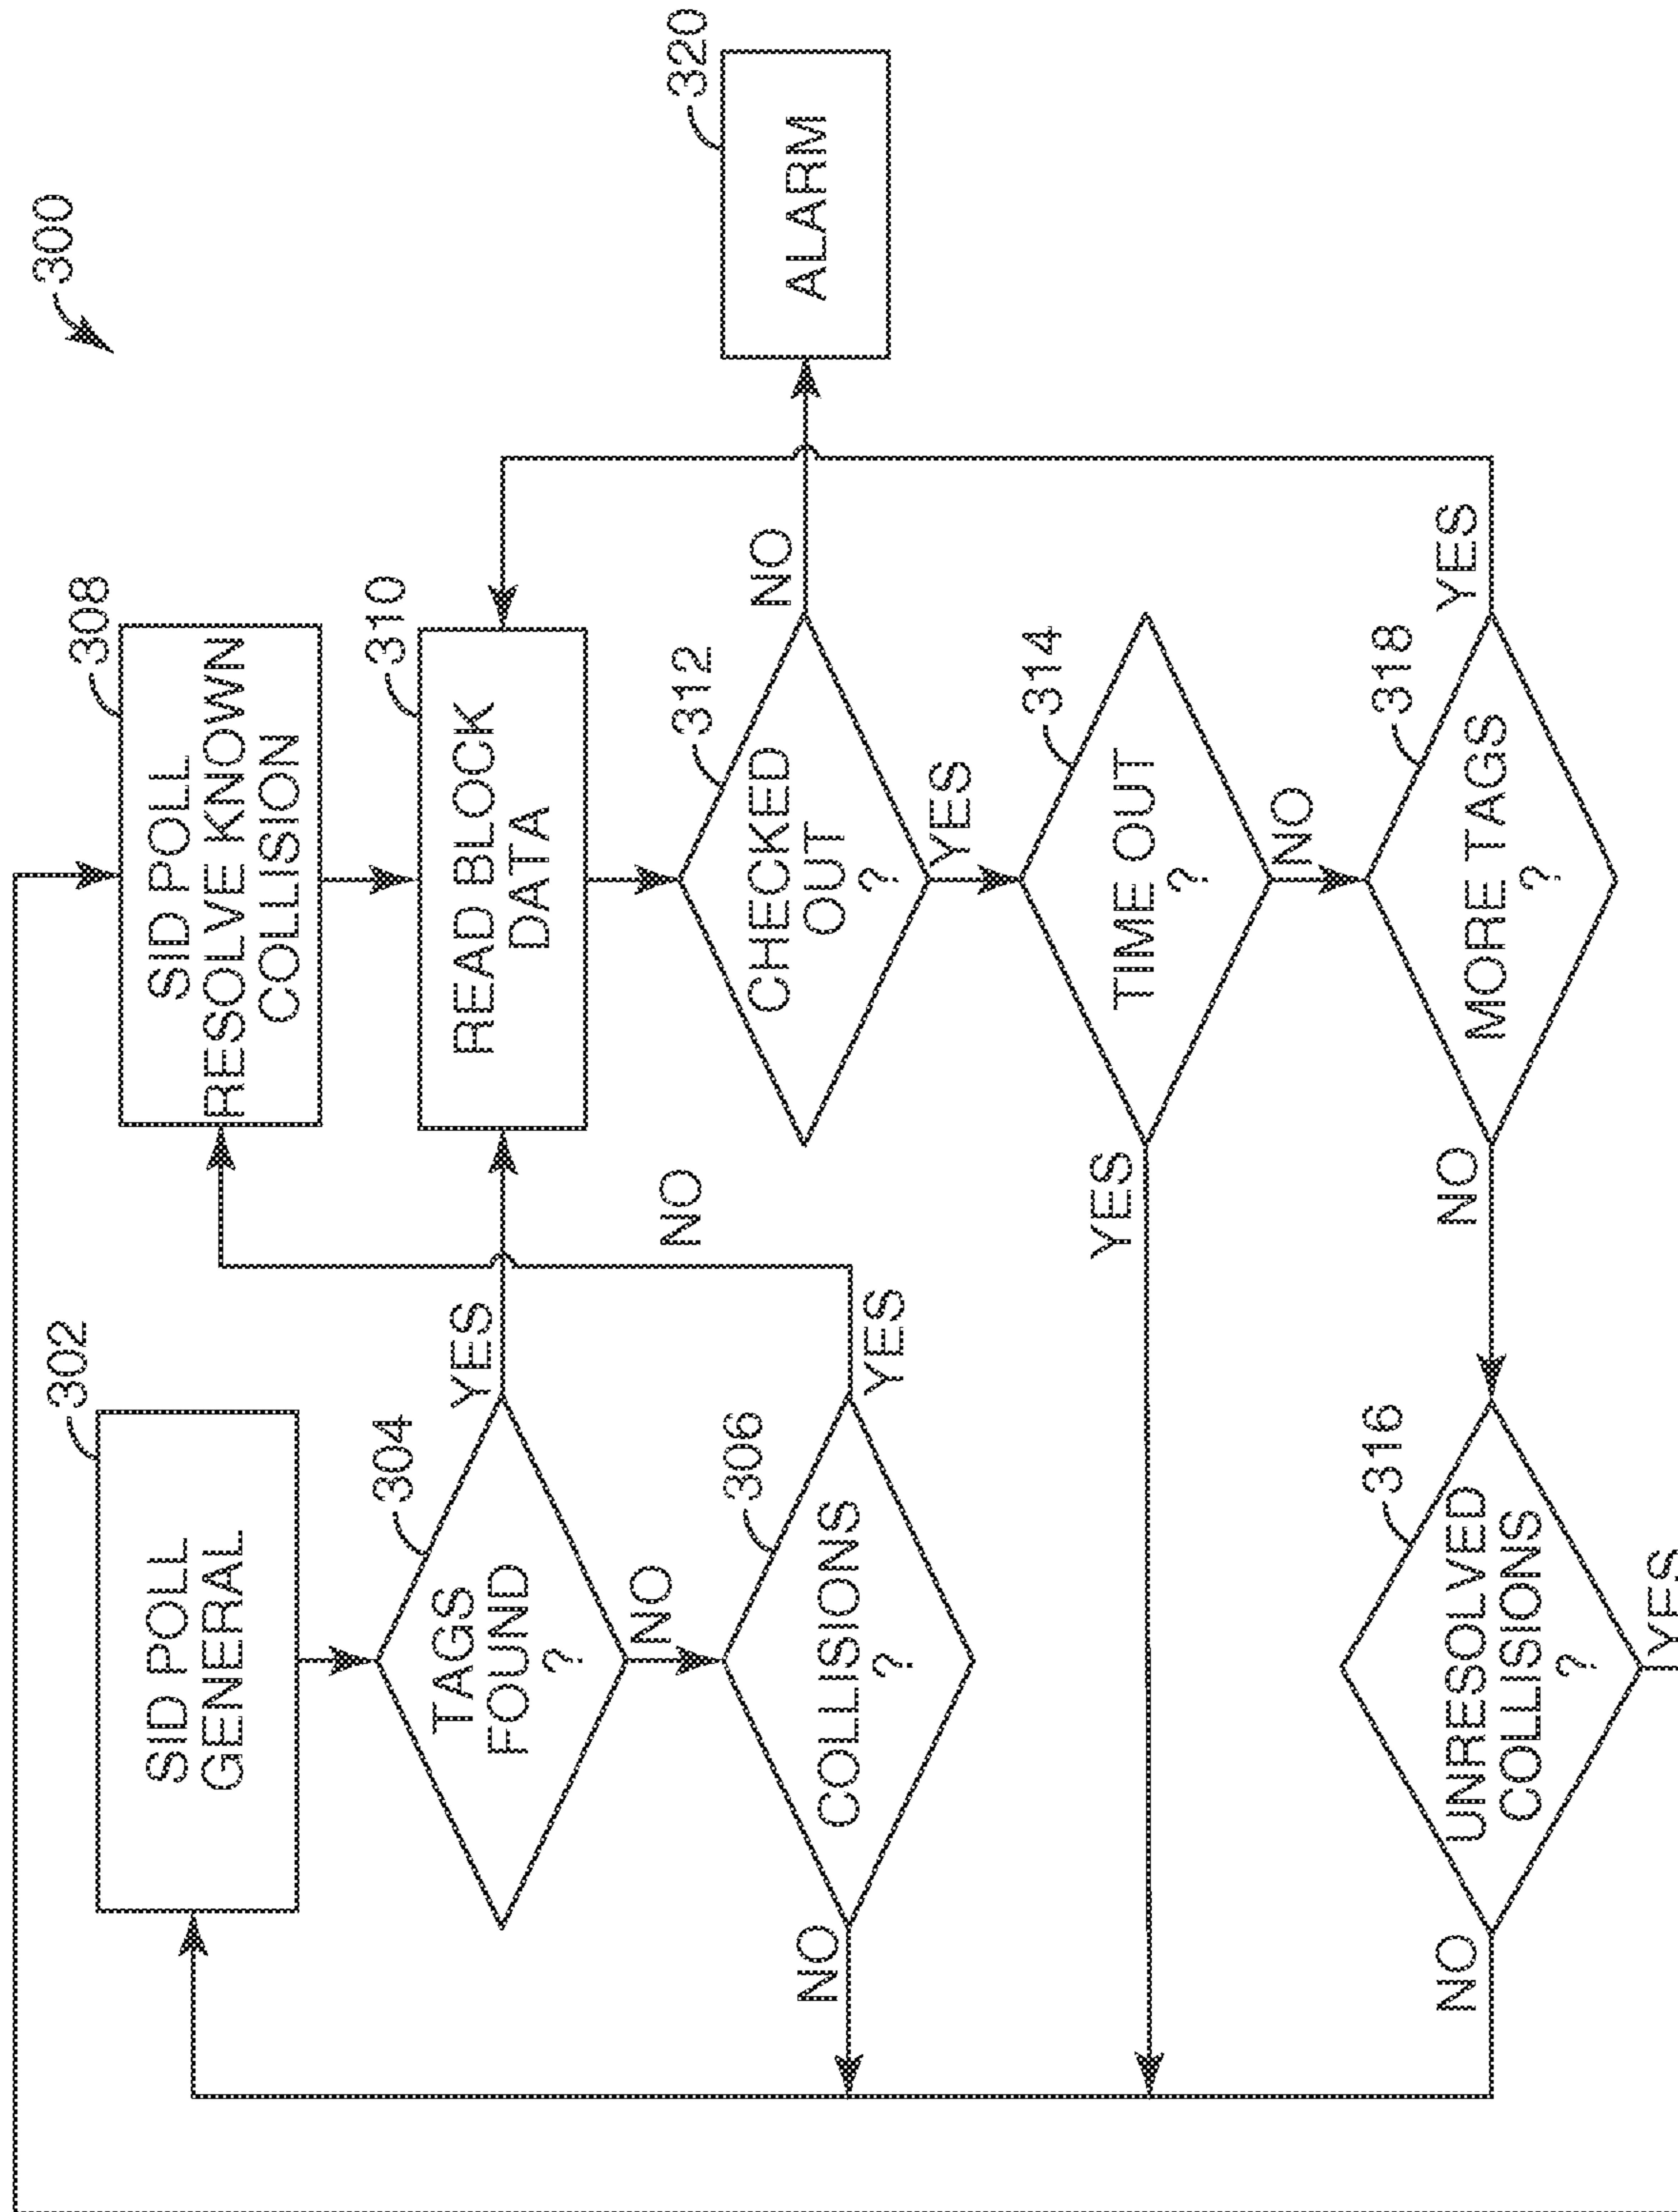 300
302
SID POLL
GENERAL
304
TAGS
FOUND
?
YES
NO
306
COLLISIONS
?
YES
NO
308
SID POLL
RESOLVE KNOWN
COLLISION
310
READ BLOCK
DATA
NO
312
CHECKED
OUT
?
NO
YES
320
ALARM
314
TIME OUT
?
YES
NO
318
MORE TAGS
?
YES
NO
316
UNRESOLVED
COLLISIONS
?
NO
YES